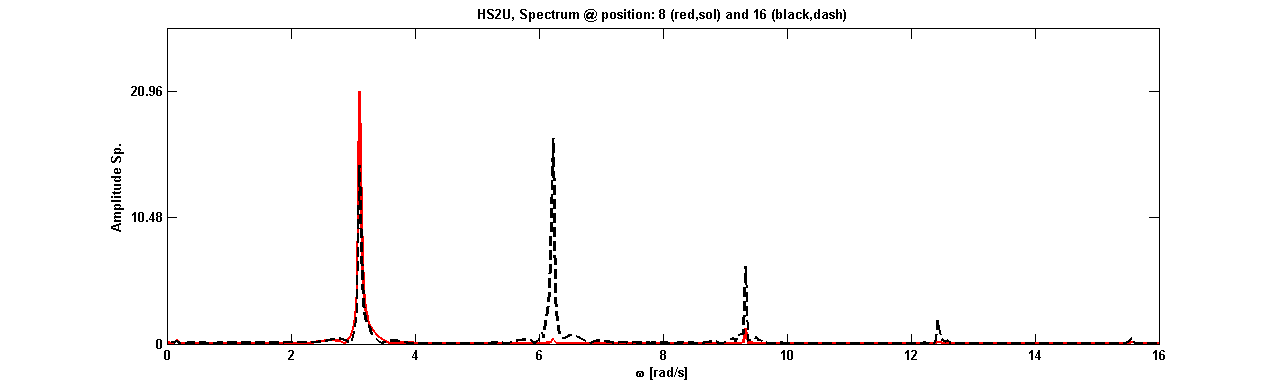 HS2U, Spectrum @ position: 8 (red,sol) and 16 (black,dash)
20.96
10.48
0
Amplitude Sp.
0 2 4 6 8 10 12 14 16
ω [rad/s]